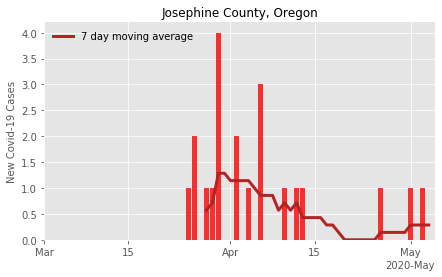 Josephine County, Oregon
7 day moving average
New Covid-19 Cases
4.0
3.5
3.0
2.5
2.0
1.5
1.0
0.5
0.0
Mar
15
Apr
15
May
2020-May